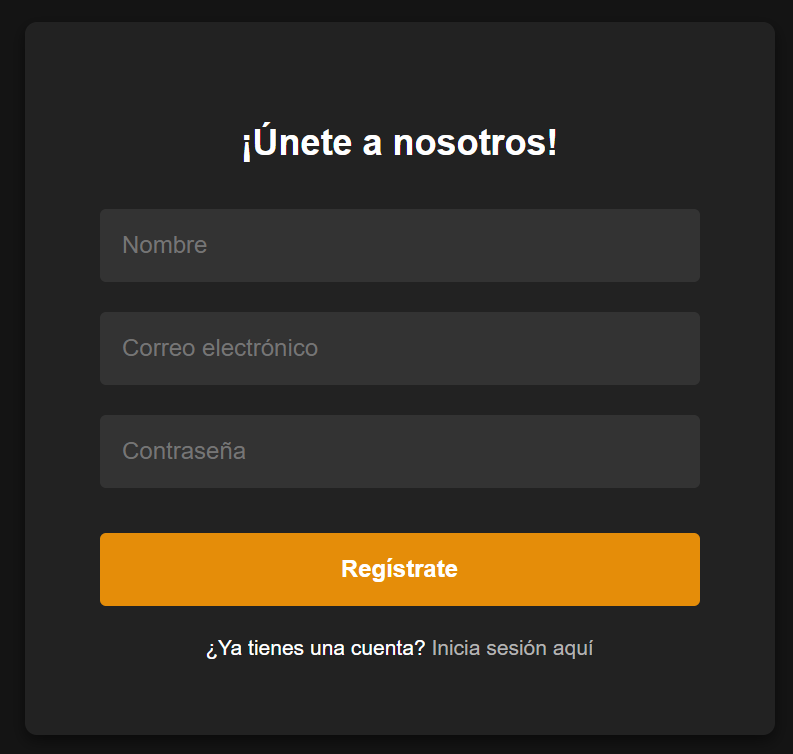 ¡Únete a nosotros!
Nombre
Correo electrónico
Contraseña
Regístrate
¿Ya tienes una cuenta? Inicia sesión aquí